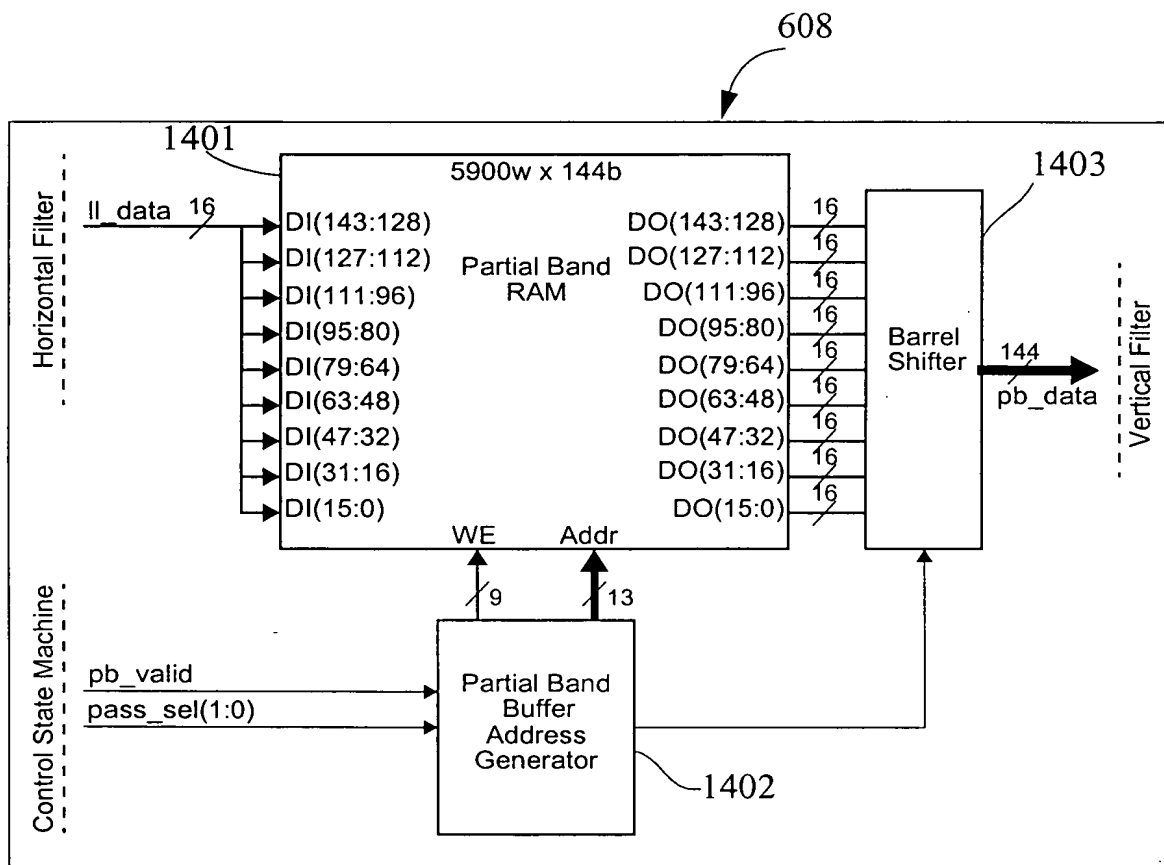 608
1401
5900w x 144b
1403
Horizontal Filter
ll_data
16
DI(143:128)
DI(127:112)
DI(111:96)
DI(95:80)
DI(79:64)
DI(63:48)
DI(47:32)
DI(31:16)
DI(15:0)
Partial Band
RAM
DO(143:128)
DO(127:112)
DO(111:96)
DO(95:80)
DO(79:64)
DO(63:48)
DO(47:32)
DO(31:16)
DO(15:0)
16
16
16
16
16
16
16
16
16
Barrel
Shifter
144
pb_data
Vertical Filter
WE
Addr
9
13
Control State Machine
pb_valid
pass_sel(1:0)
Partial Band
Buffer
Address
Generator
1402